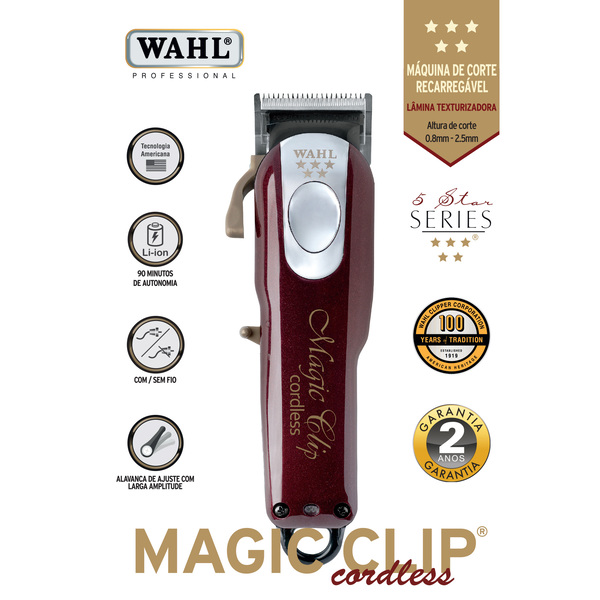 WAHL®
PROFESSIONAL
MÁQUINA DE CORTE
RECARREGÁVEL
LÂMINA TEXTURIZADORA
Altura de corte
0.8mm - 2.5mm
Tecnologia
Americana
Li-ion
90 MINUTOS
DE AUTONOMIA
COM / SEM FIO
ALAVANCA DE AJUSTE COM
LARGA AMPLITUDE
WAHL
Magic Clip
cordless
5 Star
SERIES
®
WAHL CLIPPER CORPORATION
100
YEARS of TRADITION
ESTABLISHED
1919
AMERICAN HERITAGE
GARANTIA
2
ANOS
GARANTIA
MAGIC CLIP®
cordless